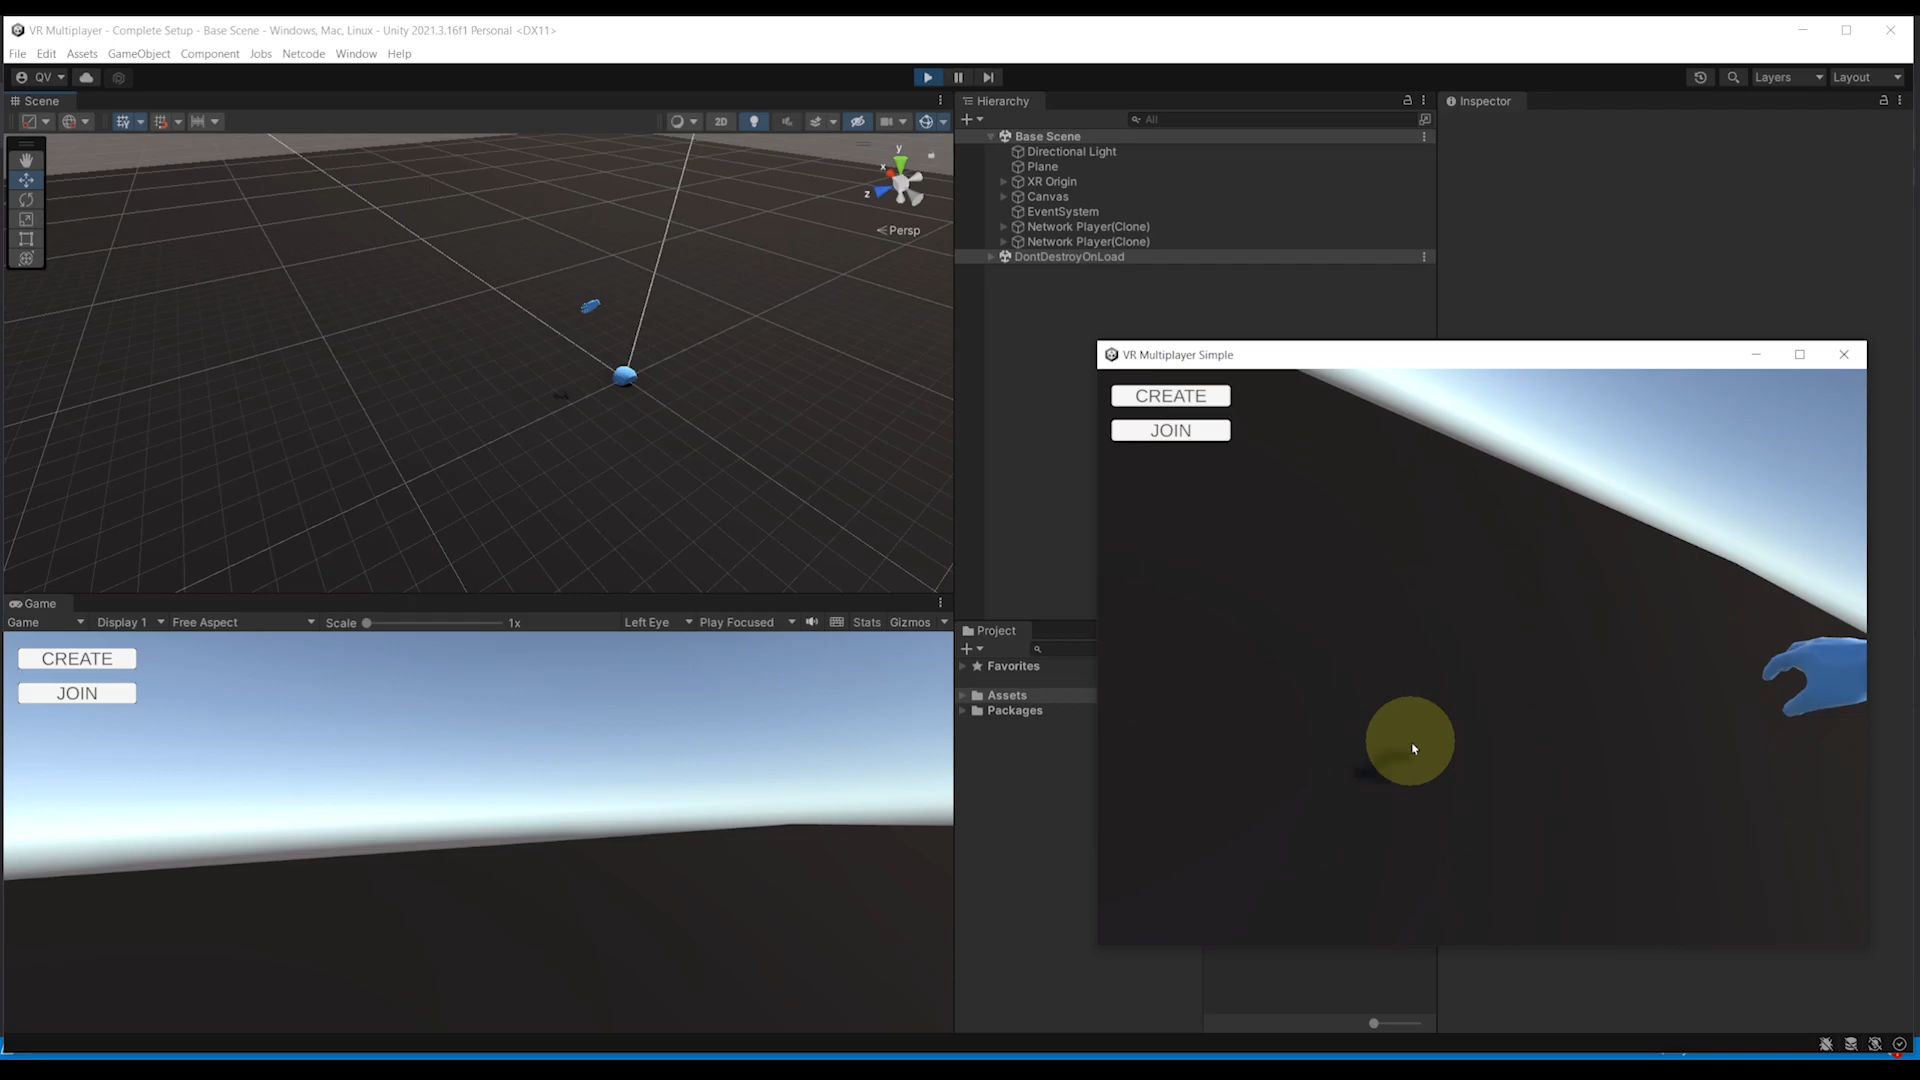 VR Multiplayer - Complete Setup - Base Scene - Windows, Mac, Linux - Unity 2021.3.16f1 Personal <DX11>
File Edit Assets GameObject Component Jobs Netcode Window Help
QV
Layers
Layout
Scene
2D
y
x
z
Persp
Hierarchy
All
Base Scene
Directional Light
Plane
XR Origin
Canvas
EventSystem
Network Player(Clone)
Network Player(Clone)
DontDestroyOnLoad
Inspector
VR Multiplayer Simple
CREATE
JOIN
Game
Game Display 1 Free Aspect Scale 1x Left Eye Play Focused Stats Gizmos
CREATE
JOIN
Project
Favorites
Assets
Packages